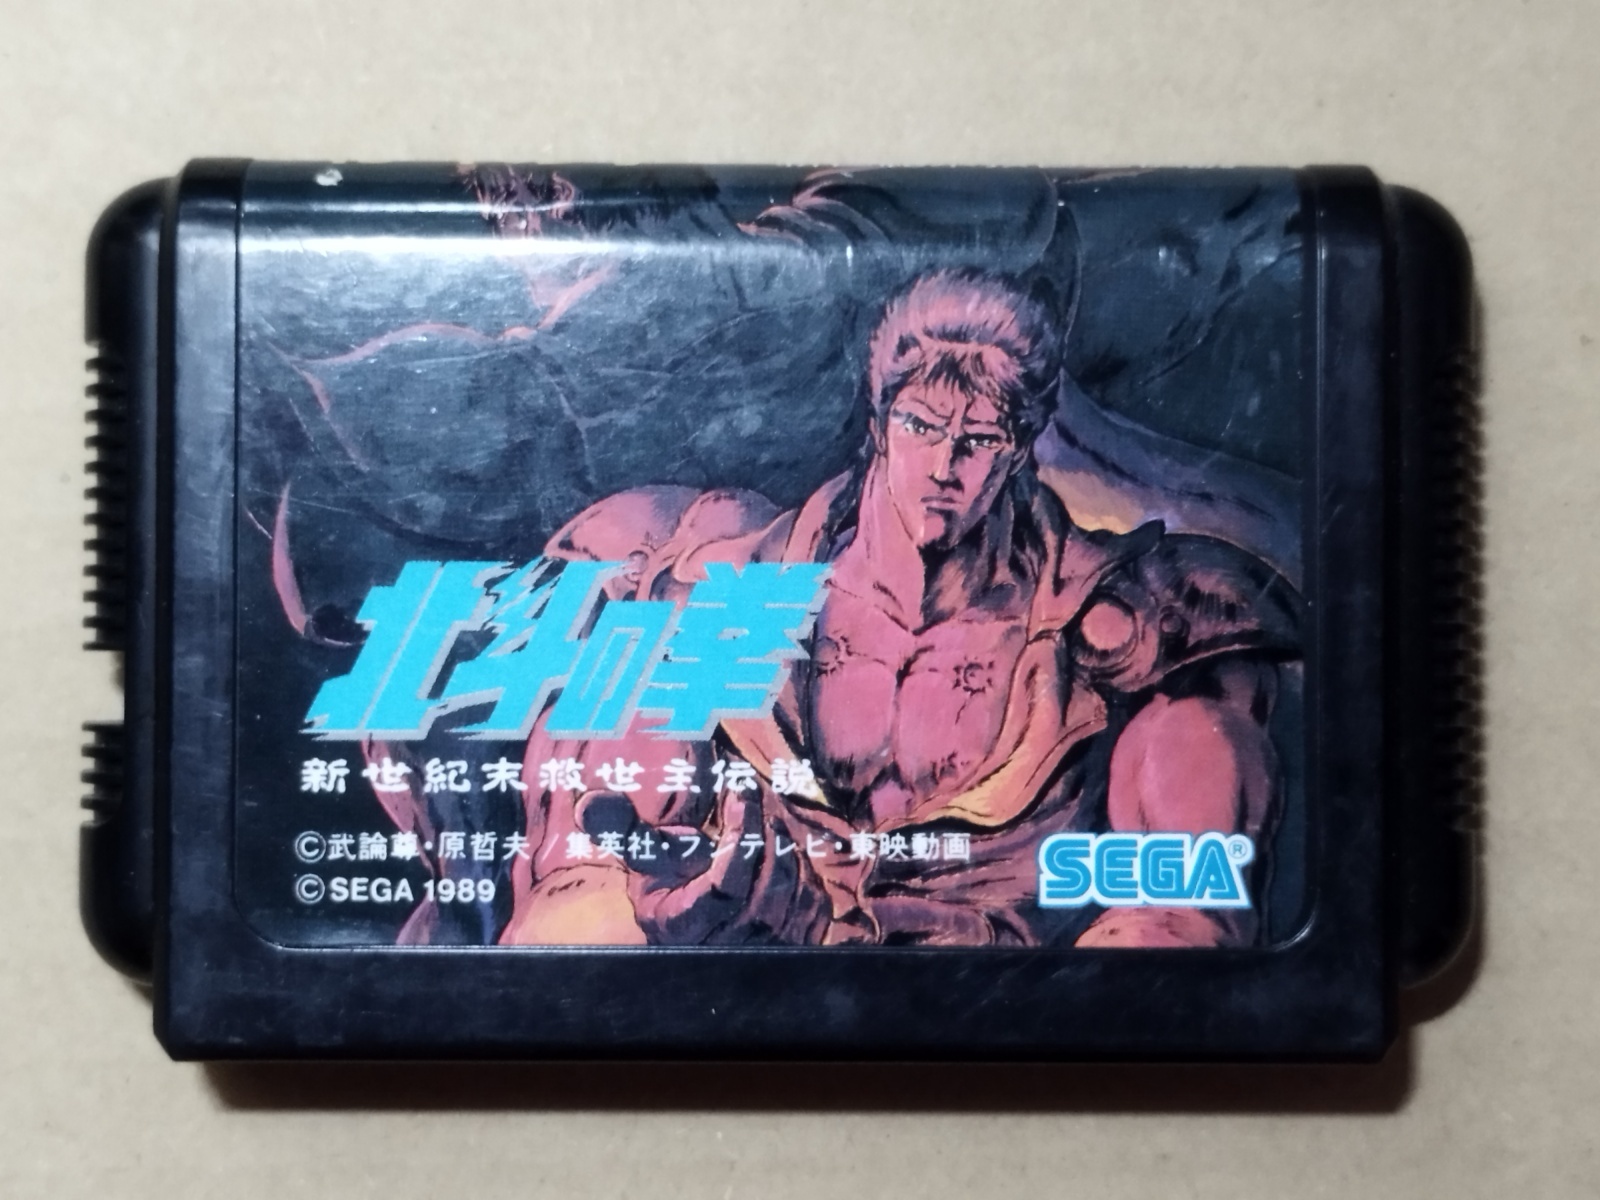 北斗の拳
新世紀末救世主伝説
©武論尊・原哲夫/集英社・フジテレビ・東映動画
©SEGA 1989
SEGA®